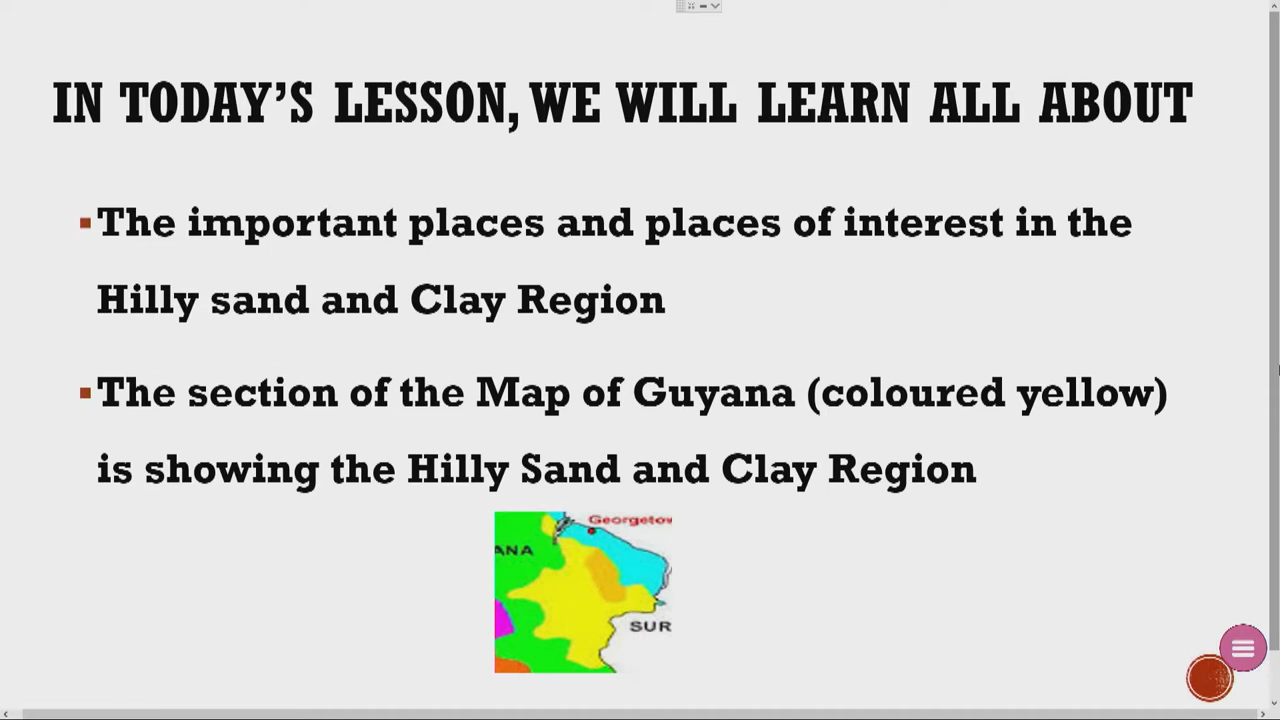 IN TODAY'S LESSON, WE WILL LEARN ALL ABOUT
▪The important places and places of interest in the
Hilly sand and Clay Region
▪The section of the Map of Guyana (coloured yellow)
is showing the Hilly Sand and Clay Region
Georgetow
ANA
SUR